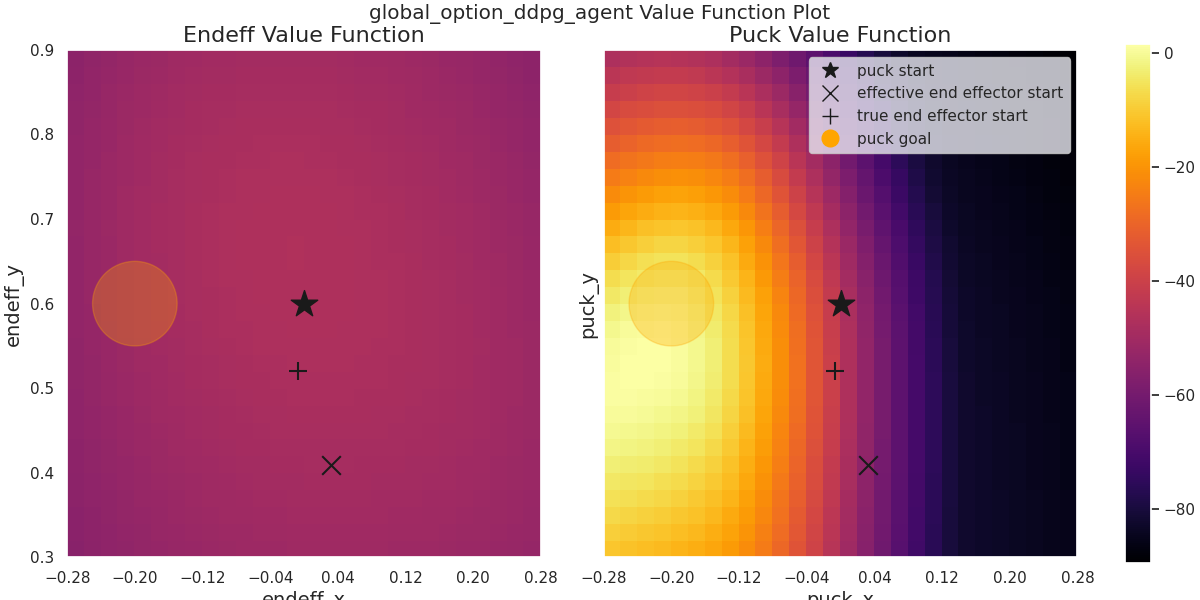 global_option_ddpg_agent Value Function Plot
Endeff Value Function
Puck Value Function
0.9
0.8
0.7
0.6
0.5
0.4
0.3
endeff_y
−0.28 −0.20 −0.12 −0.04 0.04 0.12 0.20 0.28
endeff_x
puck_y
puck start
effective end effector start
true end effector start
puck goal
−0.28 −0.20 −0.12 −0.04 0.04 0.12 0.20 0.28
puck_x
0
−20
−40
−60
−80